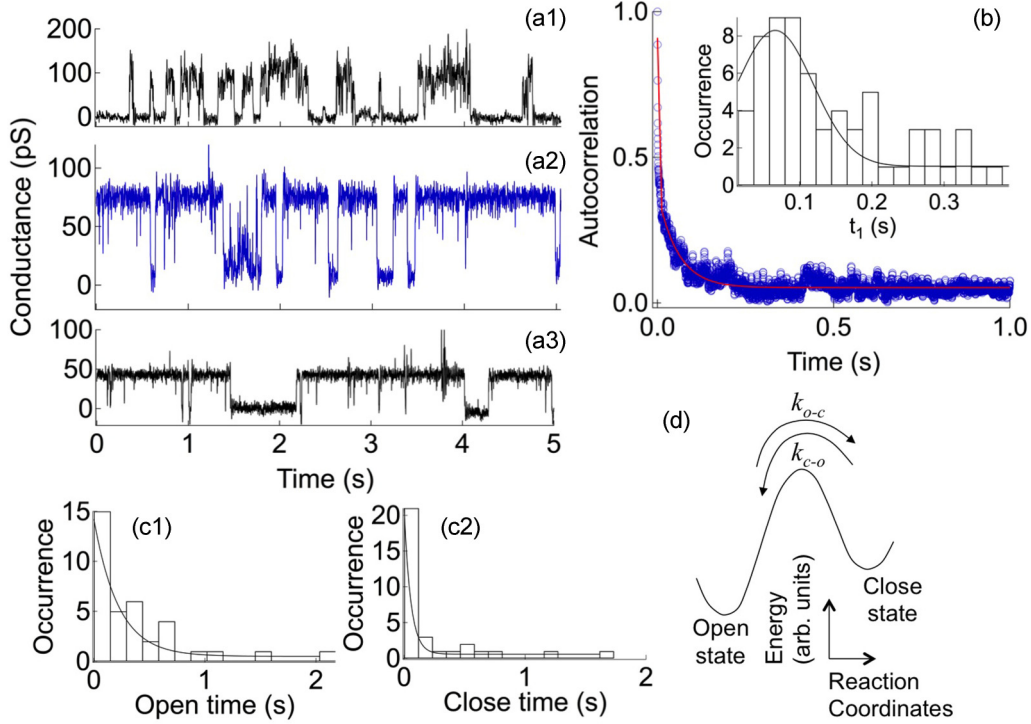 (a1)
200
100
0
(a2)
100
50
0
Conductance (pS)
(a3)
100
50
0
0 1 2 3 4 5
Time (s)
(b)
1.0
0.5
0.0
Autocorrelation
0.0 0.5 1.0
Time (s)
8
6
4
2
0
Occurrence
0.1 0.2 0.3
t1 (s)
(c1)
15
10
5
0
Occurrence
0 1 2
Open time (s)
(c2)
20
15
10
5
0
Occurrence
0 1 2
Close time (s)
(d)
ko-c
kc-o
Open
state
Close
state
Energy
(arb. units)
Reaction
Coordinates